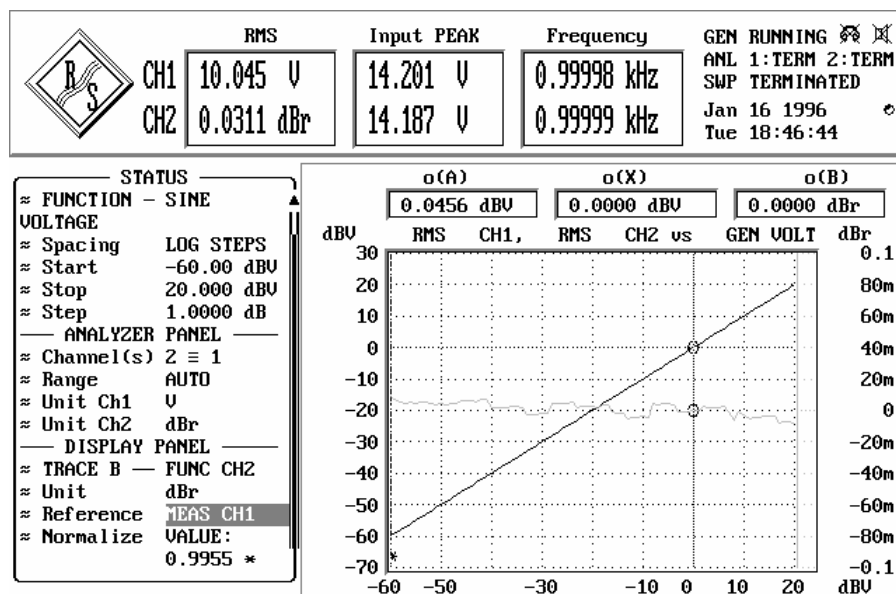 RMS Input PEAK Frequency
GEN RUNNING
R S CH1 10.045 V 14.201 V 0.99998 kHz
ANL 1:TERM 2:TERM
SWP TERMINATED
CH2 0.0311 dBr 14.187 V 0.99999 kHz
Jan 16 1996
Tue 18:46:44
STATUS
≈ FUNCTION – SINE
VOLTAGE
≈ Spacing LOG STEPS
≈ Start -60.00 dBV
≈ Stop 20.000 dBV
≈ Step 1.0000 dB
ANALYZER PANEL
≈ Channel(s) 2 ≡ 1
≈ Range AUTO
≈ Unit Ch1 V
≈ Unit Ch2 dBr
DISPLAY PANEL
≈ TRACE B — FUNC CH2
≈ Unit dBr
≈ Reference MEAS CH1
≈ Normalize VALUE:
0.9955 *
o(A) o(X) o(B)
0.0456 dBV 0.0000 dBV 0.0000 dBr
dBV RMS CH1, RMS CH2 vs GEN VOLT dBr
30 0.1
20 80m
10 60m
0 40m
-10 20m
-20 0
-30 -20m
-40 -40m
-50 -60m
-60 -80m
-70 -0.1
-60 -50 -30 -10 0 10 20 dBV